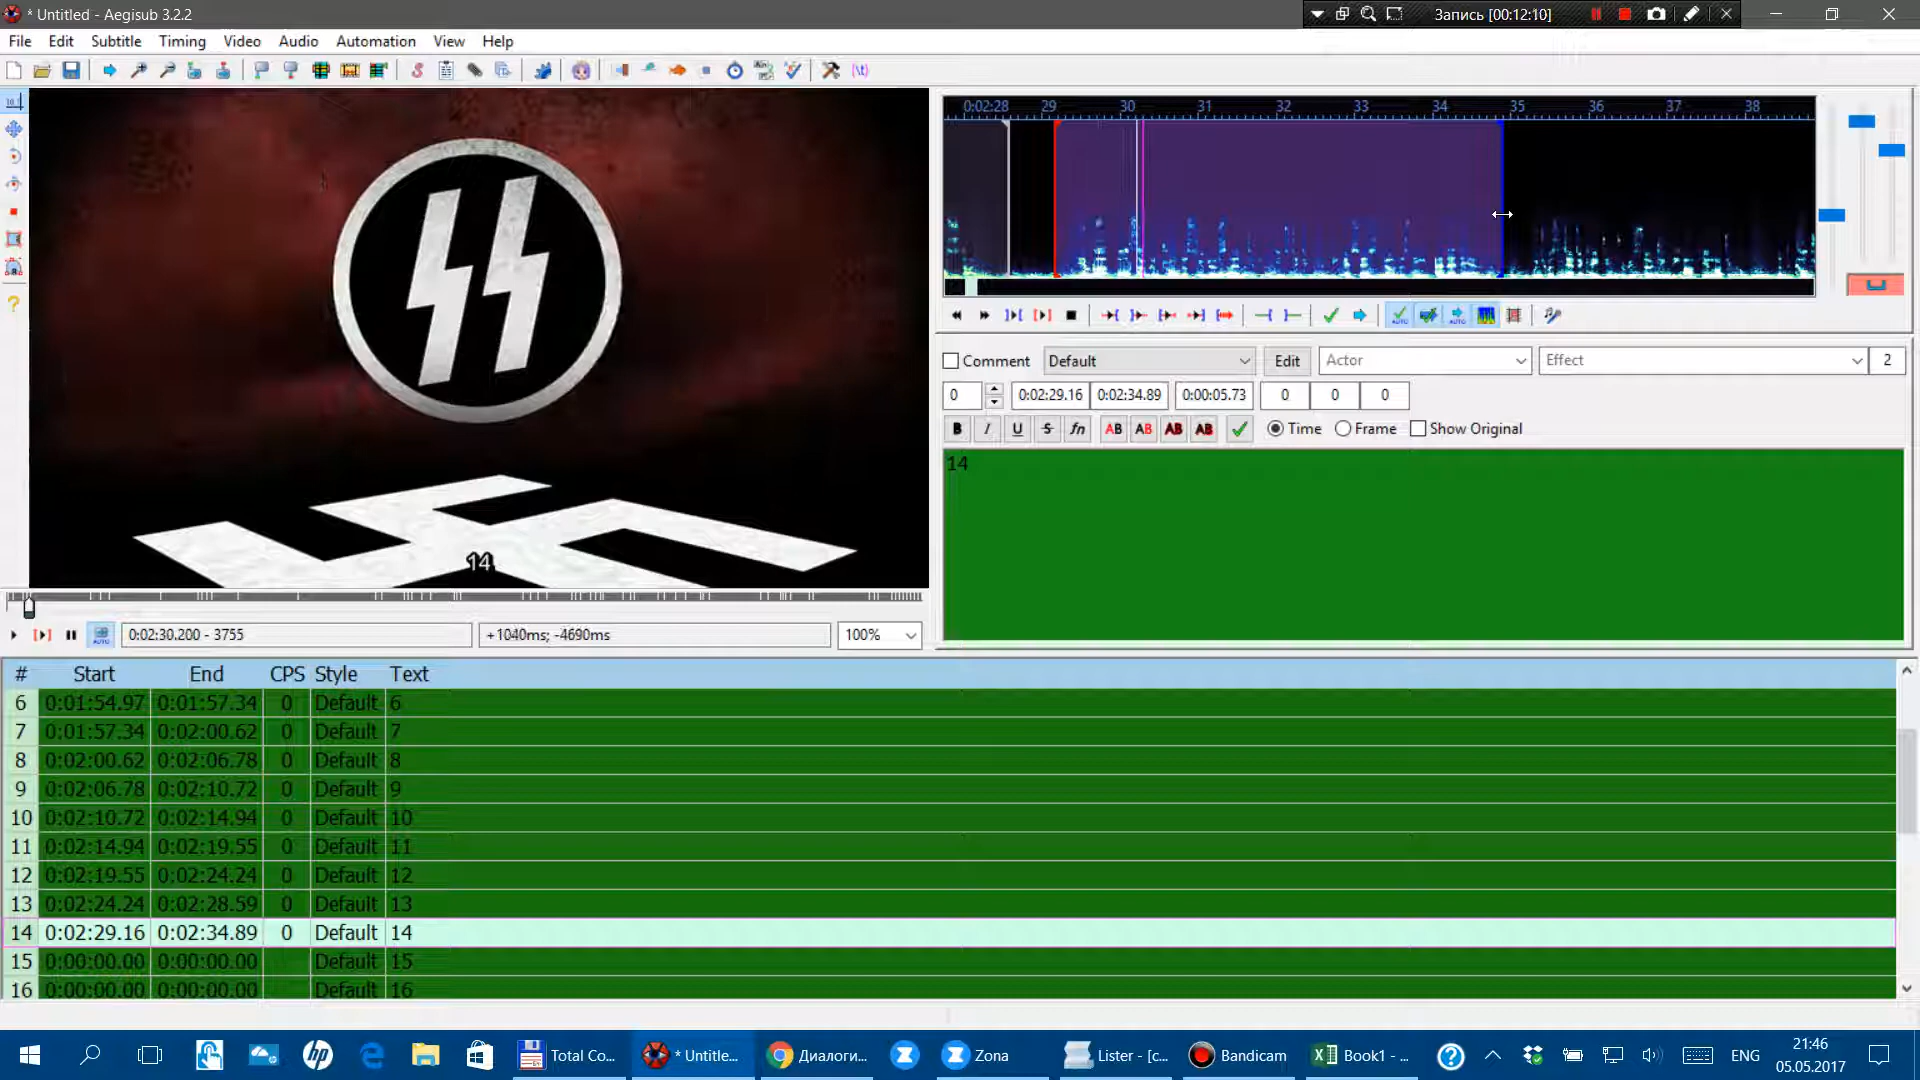 * Untitled - Aegisub 3.2.2
Запись [00:12:10]
File Edit Subtitle Timing Video Audio Automation View Help
0:02:28 29 30 31 32 33 34 35 36 37 38
Comment Default Edit Actor Effect 2
0 0:02:29.16 0:02:34.89 0:00:05.73 0 0 0
B I U S fn AB AB AB AB Time Frame Show Original
14
14
0:02:30.200 - 3755 +1040ms; -4690ms 100%
# Start End CPS Style Text
6 0:01:54.97 0:01:57.34 0 Default 6
7 0:01:57.34 0:02:00.62 0 Default 7
8 0:02:00.62 0:02:06.78 0 Default 8
9 0:02:06.78 0:02:10.72 0 Default 9
10 0:02:10.72 0:02:14.94 0 Default 10
11 0:02:14.94 0:02:19.55 0 Default 11
12 0:02:19.55 0:02:24.24 0 Default 12
13 0:02:24.24 0:02:28.59 0 Default 13
14 0:02:29.16 0:02:34.89 0 Default 14
15 0:00:00.00 0:00:00.00 Default 15
16 0:00:00.00 0:00:00.00 Default 16
Total Co... * Untitle... Диалоги... Zona Lister - [c... Bandicam Book1 - ... ENG 21:46
05.05.2017